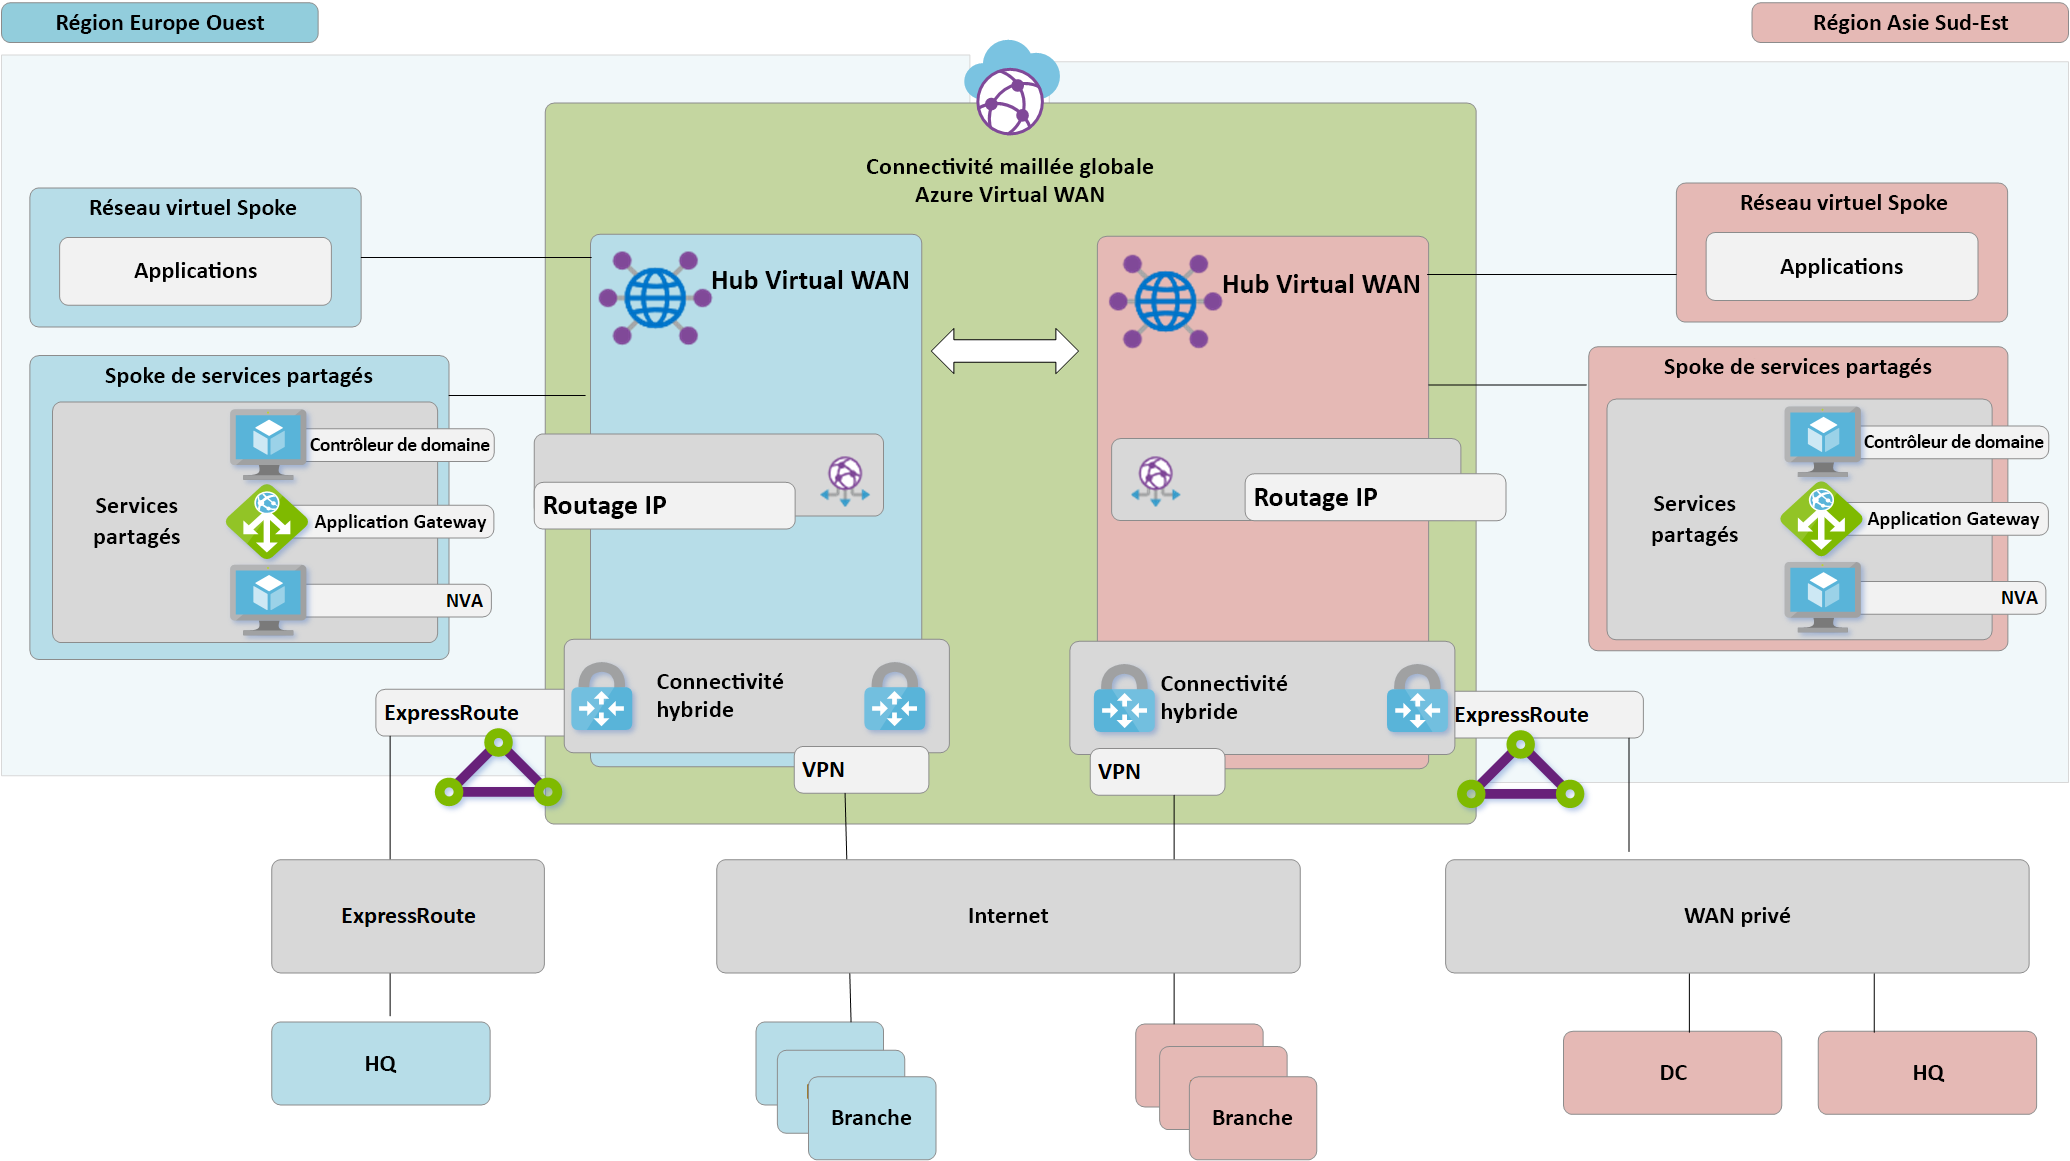 Région Europe Ouest
Région Asie Sud-Est
Connectivité maillée globale
Azure Virtual WAN
Réseau virtuel Spoke
Applications
Hub Virtual WAN
Hub Virtual WAN
Réseau virtuel Spoke
Applications
Spoke de services partagés
Contrôleur de domaine
Services
partagés
Application Gateway
NVA
Routage IP
Routage IP
Spoke de services partagés
Contrôleur de domaine
Services
partagés
Application Gateway
NVA
Connectivité
hybride
ExpressRoute
VPN
Connectivité
hybride
ExpressRoute
VPN
ExpressRoute
Internet
WAN privé
HQ
Branche
Branche
DC
HQ